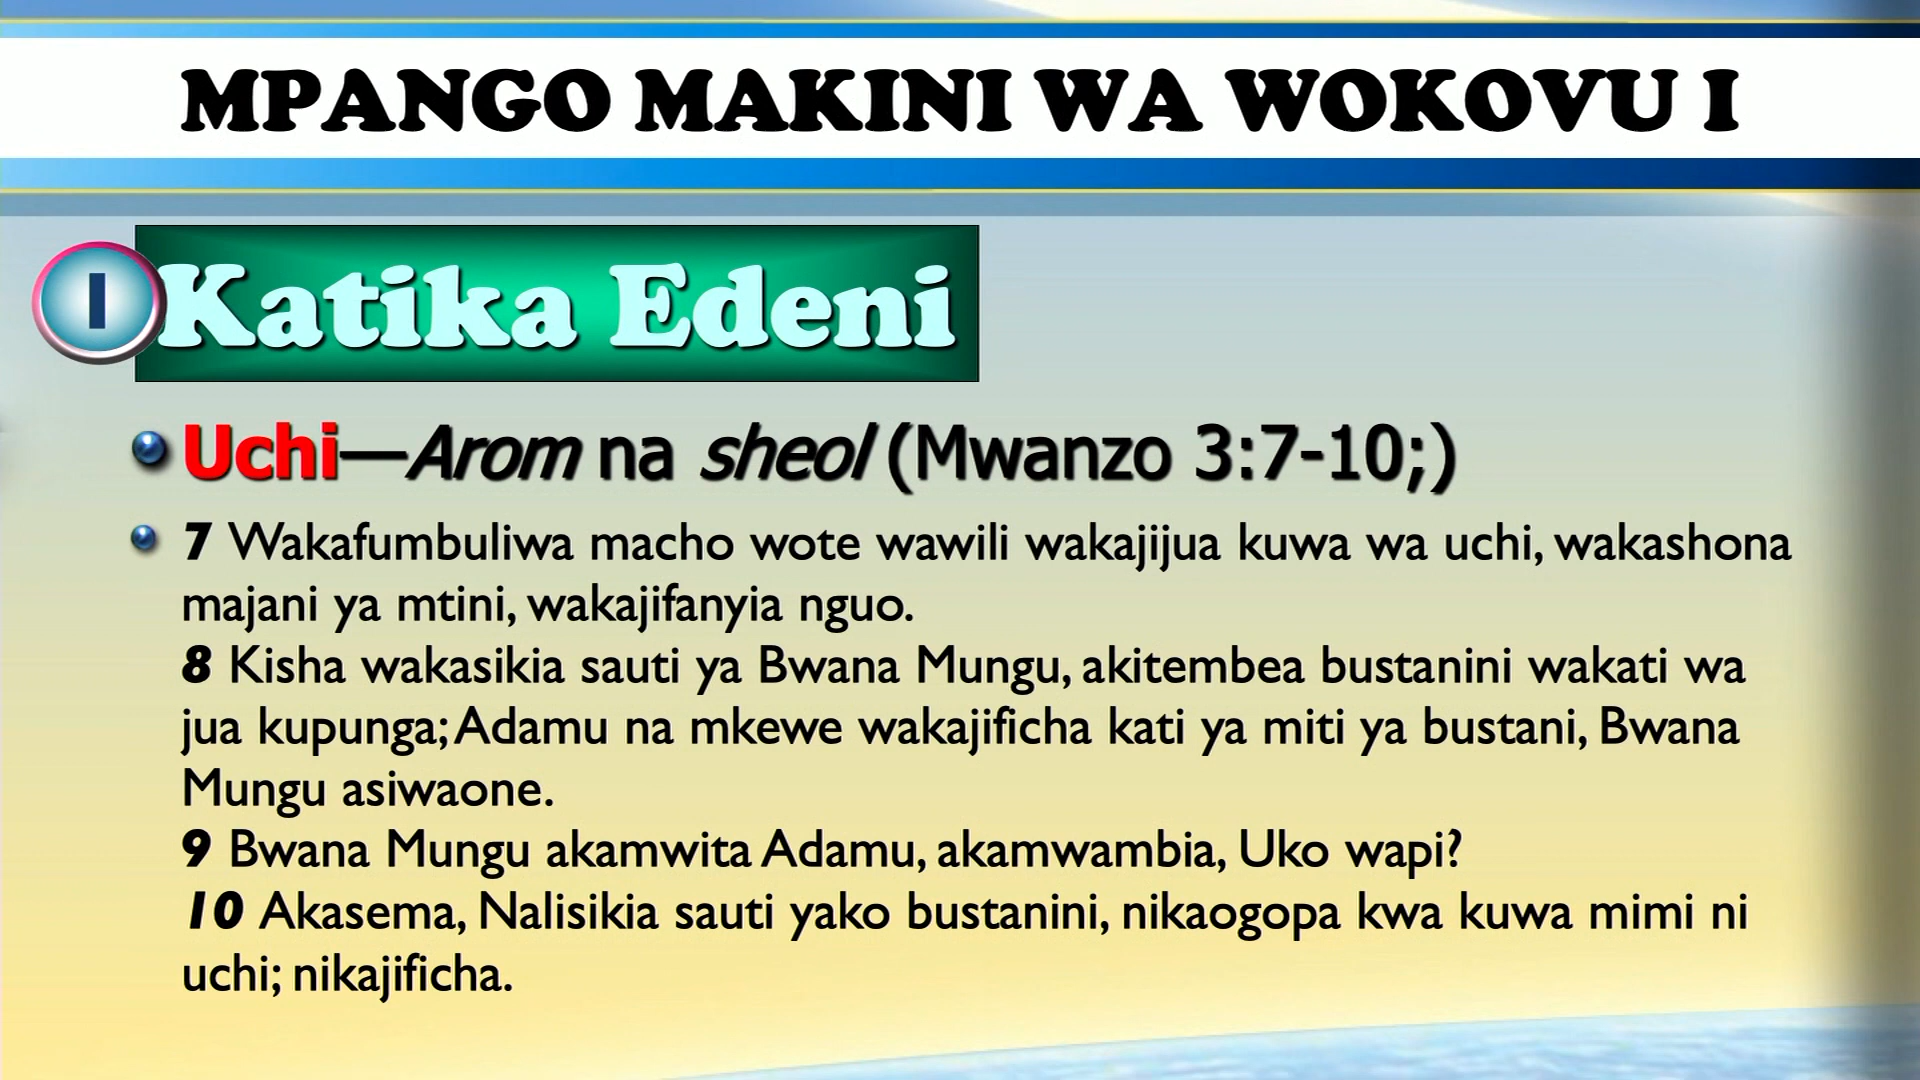 MPANGO MAKINI WA WOKOVU I
I Katika Edeni
Uchi—Arom na sheol (Mwanzo 3:7-10;)
7 Wakafumbuliwa macho wote wawili wakajijua kuwa wa uchi, wakashona
majani ya mtini, wakajifanyia nguo.
8 Kisha wakasikia sauti ya Bwana Mungu, akitembea bustanini wakati wa
jua kupunga; Adamu na mkewe wakajificha kati ya miti ya bustani, Bwana
Mungu asiwaone.
9 Bwana Mungu akamwita Adamu, akamwambia, Uko wapi?
10 Akasema, Nalisikia sauti yako bustanini, nikaogopa kwa kuwa mimi ni
uchi; nikajificha.